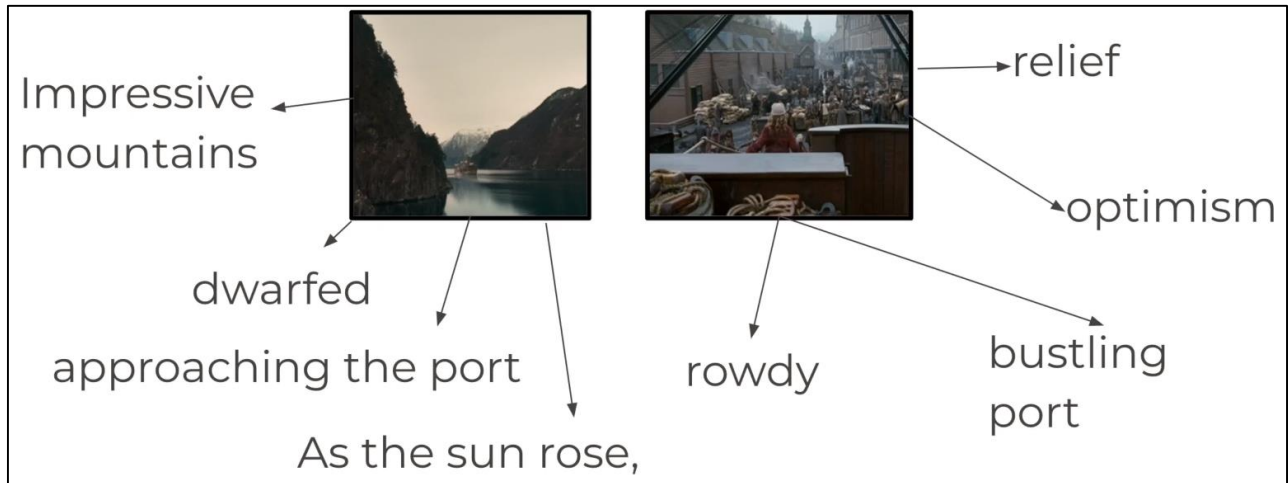 Impressive
mountains
relief
optimism
dwarfed
approaching the port
rowdy
bustling
port
As the sun rose,